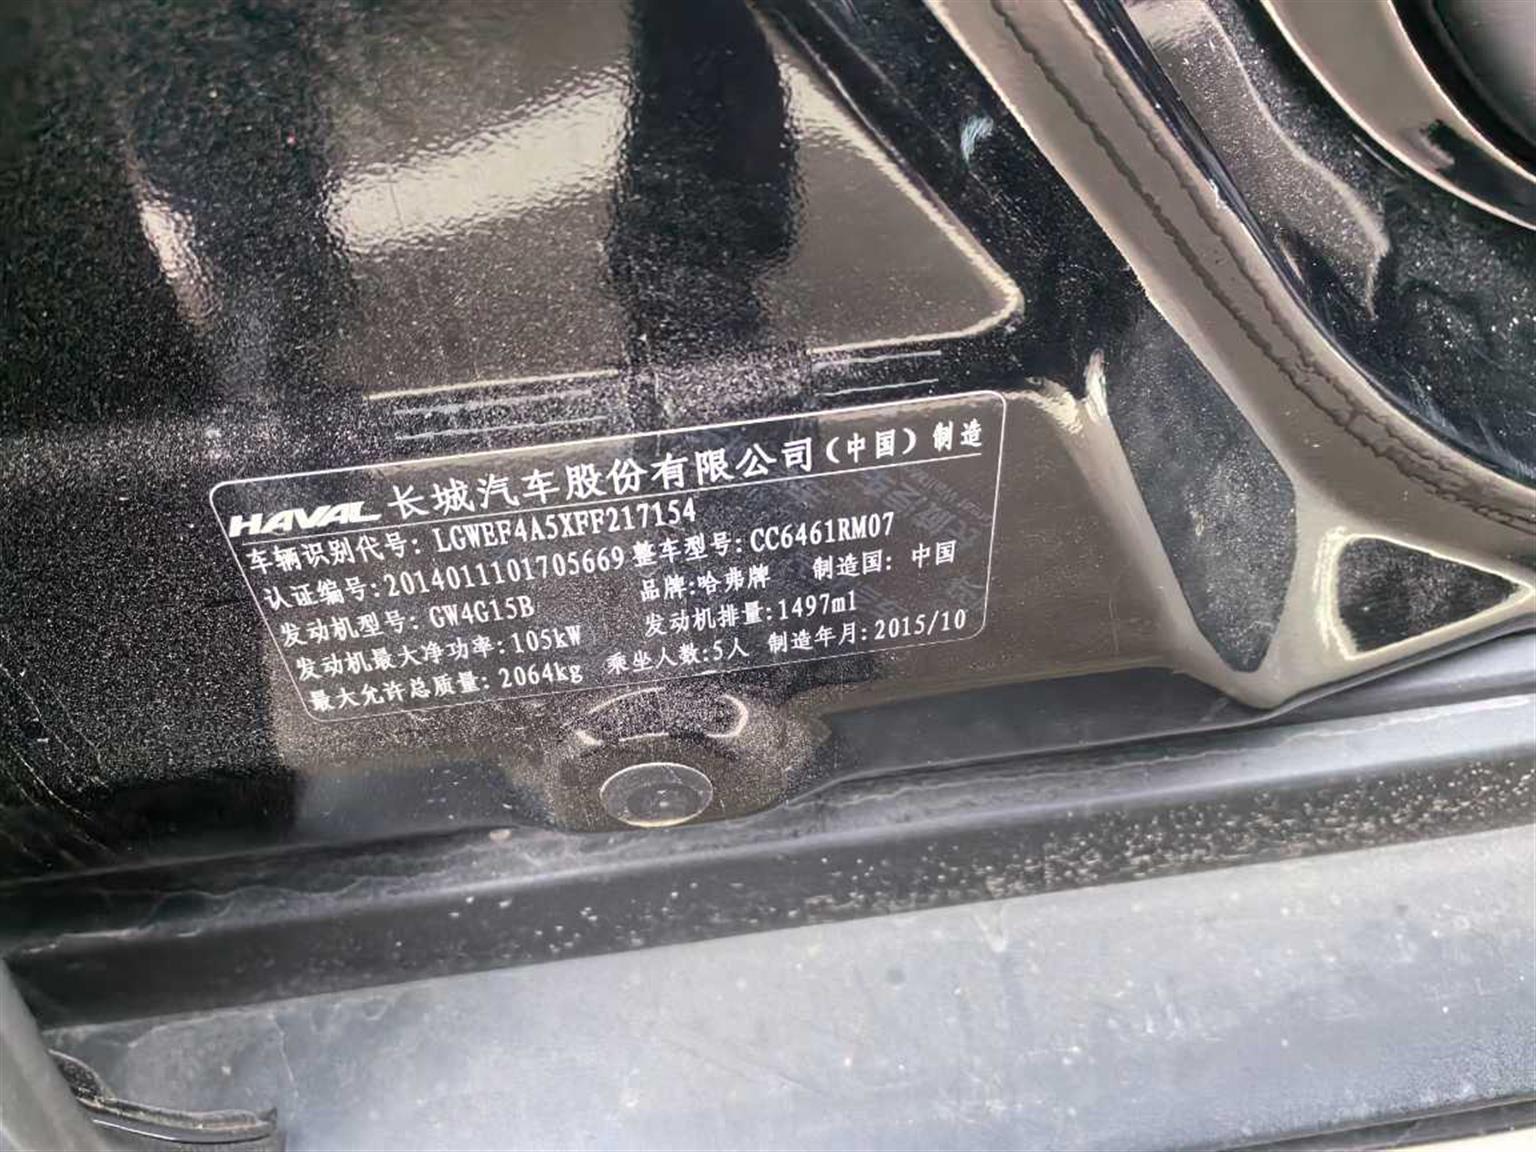 HAVAL 长城汽车股份有限公司(中国)制造
车辆识别代号: LGWEF4A5XFF217154
认证编号:2014011101705669 整车型号:CC6461RM07
发动机型号: GW4G15B 品牌:哈弗牌 制造国: 中国
发动机最大净功率:105kW 发动机排量:1497ml
最大允许总质量: 2064kg 乘坐人数:5人 制造年月:2015/10